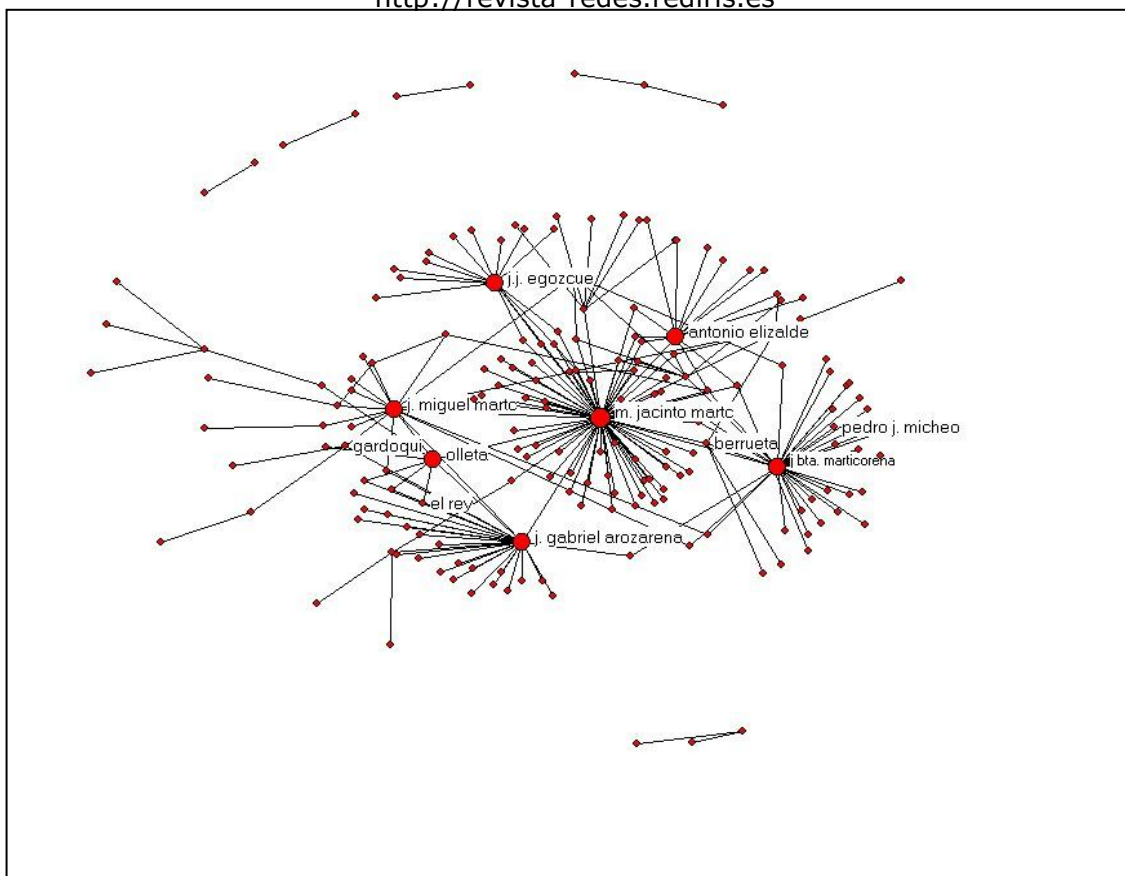 http://revista-redes.rediris.es
j.j. egozcue
antonio elizalde
j. miguel martc
m. jacinto martc
pedro j. micheo
gardoqui
berrueta
olleta
j bta. marticorena
el rey
j. gabriel arozarena